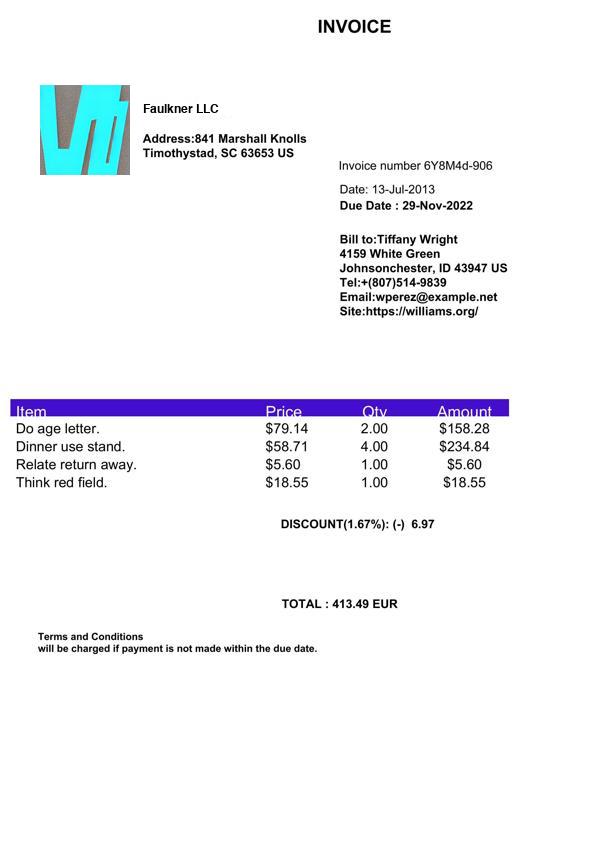 INVOICE
Faulkner LLC
Address:841 Marshall Knolls
Timothystad, SC 63653 US
Invoice number 6Y8M4d-906
Date: 13-Jul-2013
Due Date : 29-Nov-2022
Bill to:Tiffany Wright
4159 White Green
Johnsonchester, ID 43947 US
Tel:+(807)514-9839
Email:wperez@example.net
Site:https://williams.org/
Item Price Qty Amount
Do age letter. $79.14 2.00 $158.28
Dinner use stand. $58.71 4.00 $234.84
Relate return away. $5.60 1.00 $5.60
Think red field. $18.55 1.00 $18.55
DISCOUNT(1.67%): (-) 6.97
TOTAL : 413.49 EUR
Terms and Conditions
will be charged if payment is not made within the due date.